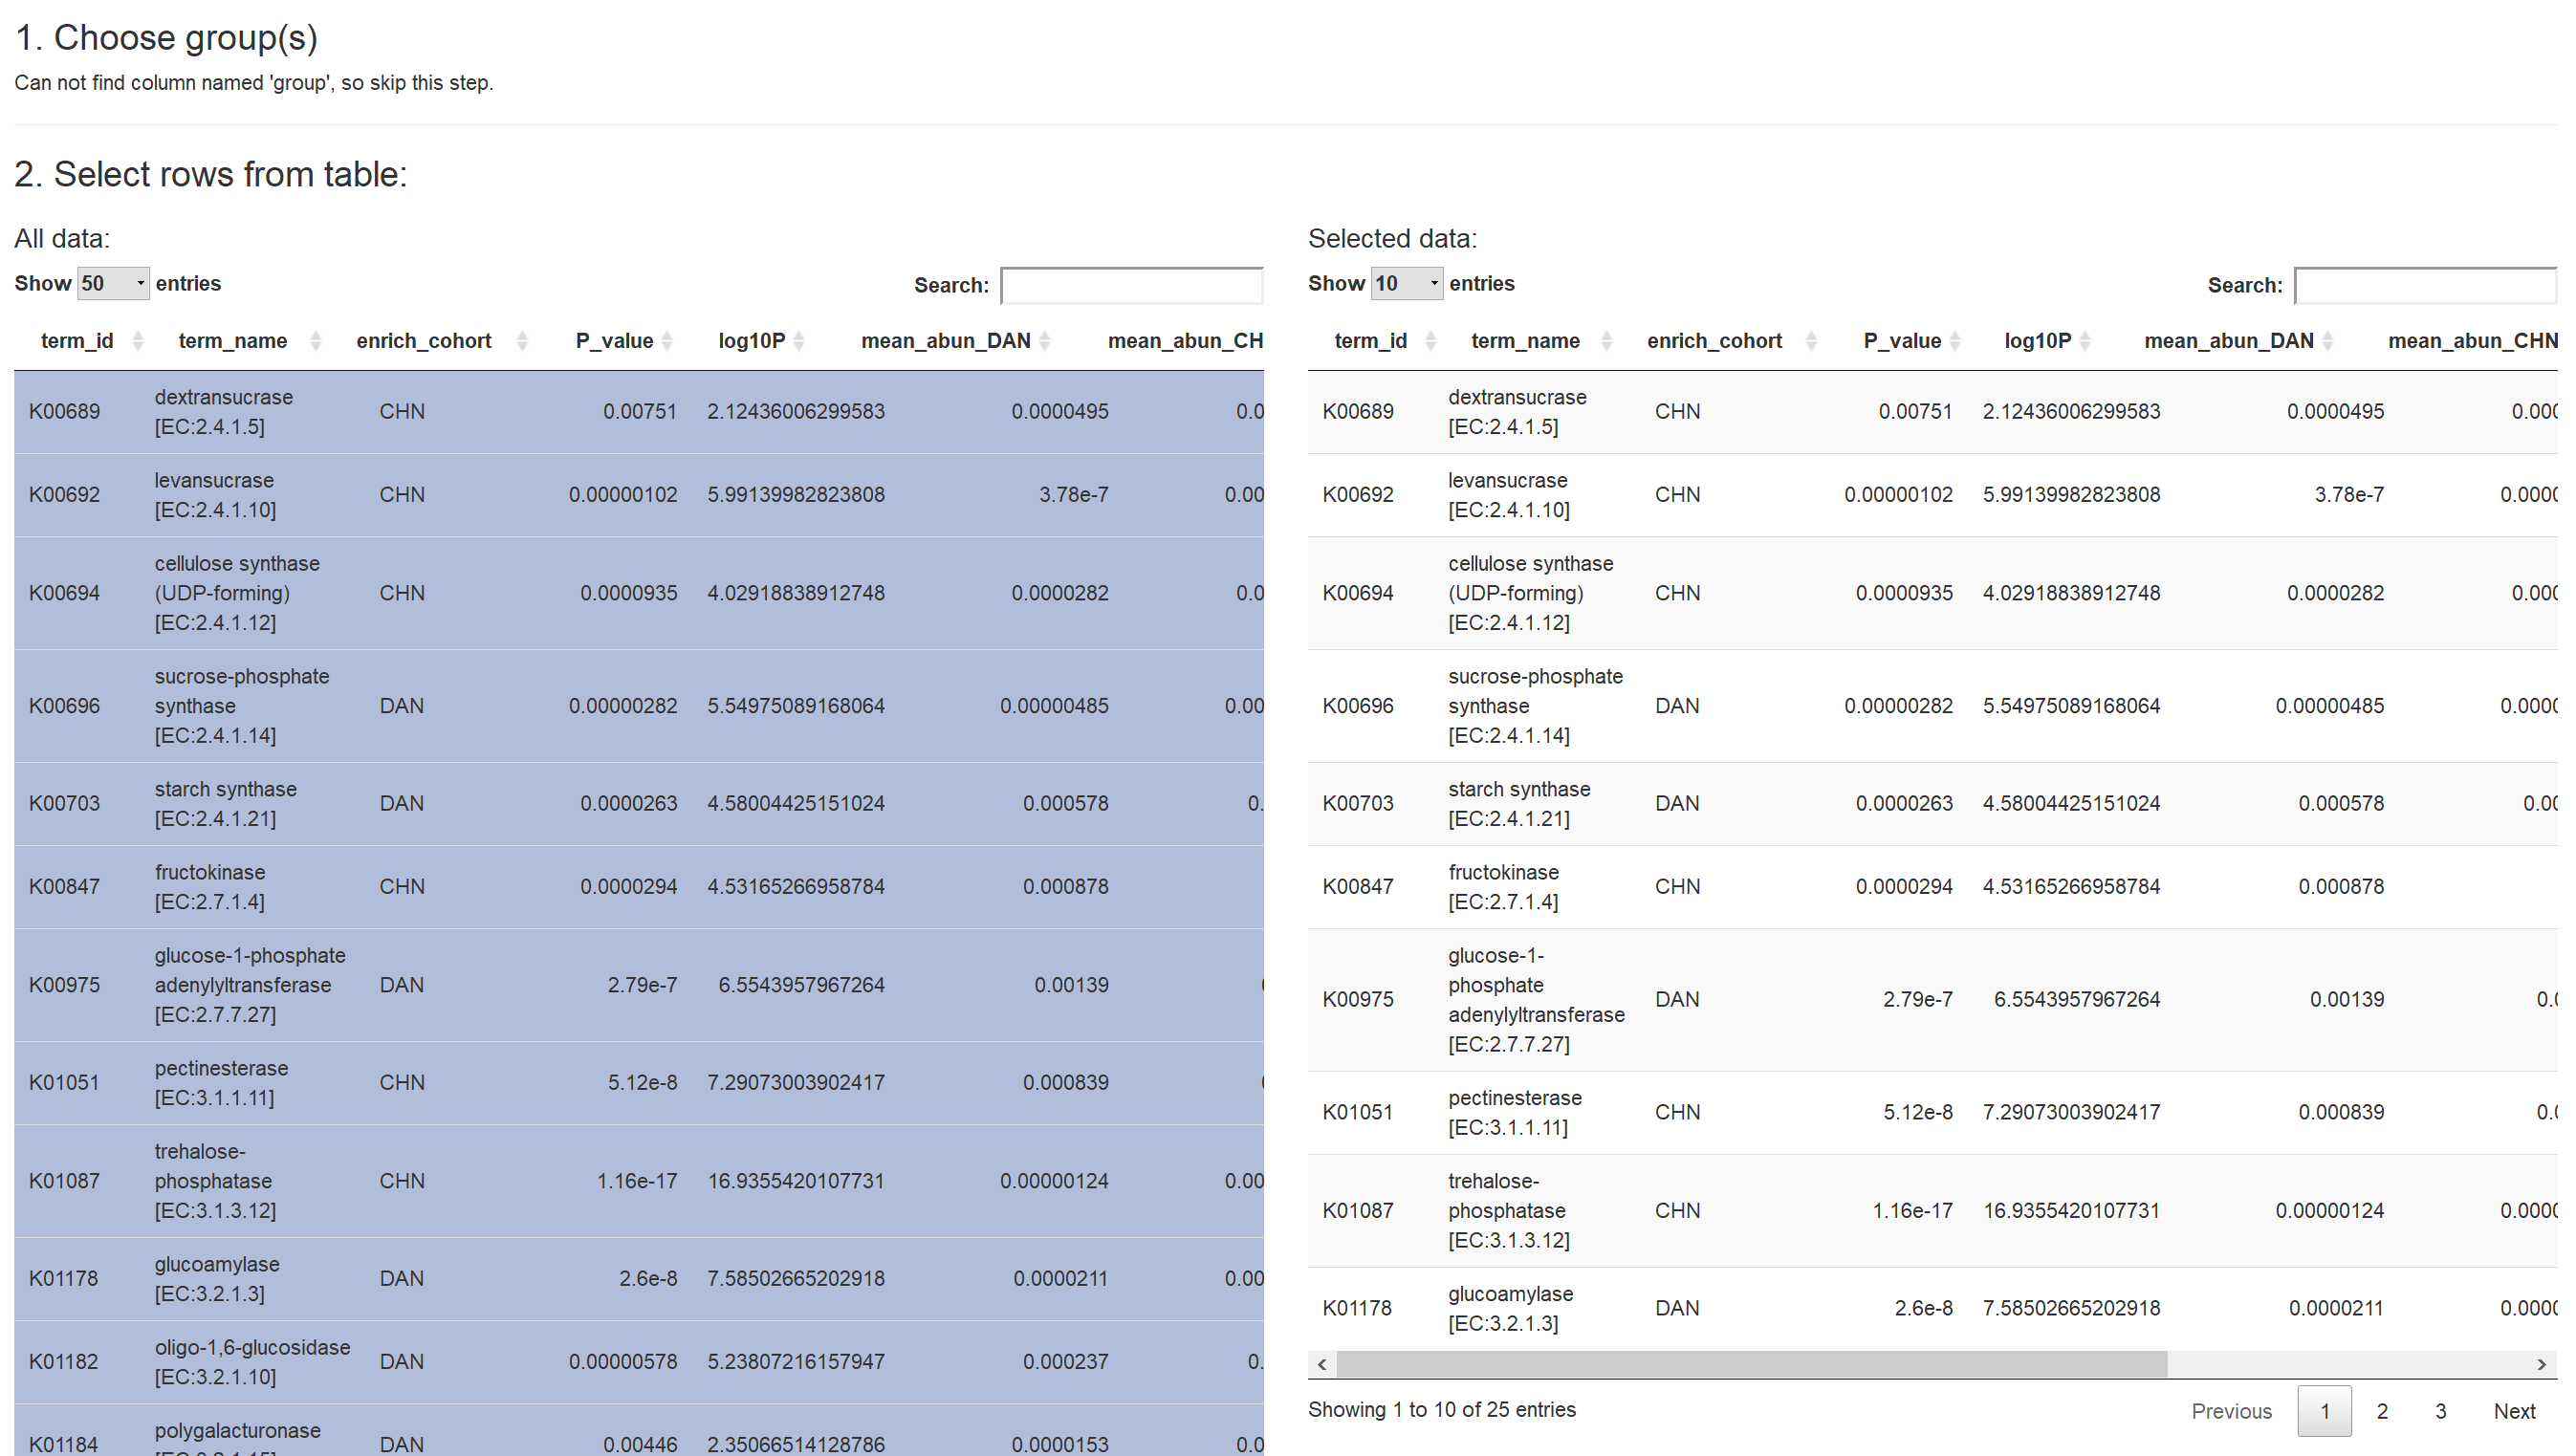 1. Choose group(s)
Can not find column named 'group', so skip this step.
2. Select rows from table:
All data:
Show 50 entries
Search:
term_id term_name enrich_cohort P_value log10P mean_abun_DAN mean_abun_CH
K00689 dextransucrase [EC:2.4.1.5] CHN 0.00751 2.12436006299583 0.0000495 0.0
K00692 levansucrase [EC:2.4.1.10] CHN 0.00000102 5.99139982823808 3.78e-7 0.00
K00694 cellulose synthase (UDP-forming) [EC:2.4.1.12] CHN 0.0000935 4.02918838912748 0.0000282 0.0
K00696 sucrose-phosphate synthase [EC:2.4.1.14] DAN 0.00000282 5.54975089168064 0.00000485 0.00
K00703 starch synthase [EC:2.4.1.21] DAN 0.0000263 4.58004425151024 0.000578 0.
K00847 fructokinase [EC:2.7.1.4] CHN 0.0000294 4.53165266958784 0.000878
K00975 glucose-1-phosphate adenylyltransferase [EC:2.7.7.27] DAN 2.79e-7 6.5543957967264 0.00139
K01051 pectinesterase [EC:3.1.1.11] CHN 5.12e-8 7.29073003902417 0.000839
K01087 trehalose-phosphatase [EC:3.1.3.12] CHN 1.16e-17 16.9355420107731 0.00000124 0.00
K01178 glucoamylase [EC:3.2.1.3] DAN 2.6e-8 7.58502665202918 0.0000211 0.00
K01182 oligo-1,6-glucosidase [EC:3.2.1.10] DAN 0.00000578 5.23807216157947 0.000237 0.
K01184 polygalacturonase DAN 0.00446 2.35066514128786 0.0000153 0.0
Selected data:
Show 10 entries
Search:
term_id term_name enrich_cohort P_value log10P mean_abun_DAN mean_abun_CHN
K00689 dextransucrase [EC:2.4.1.5] CHN 0.00751 2.12436006299583 0.0000495 0.000
K00692 levansucrase [EC:2.4.1.10] CHN 0.00000102 5.99139982823808 3.78e-7 0.0000
K00694 cellulose synthase (UDP-forming) [EC:2.4.1.12] CHN 0.0000935 4.02918838912748 0.0000282 0.000
K00696 sucrose-phosphate synthase [EC:2.4.1.14] DAN 0.00000282 5.54975089168064 0.00000485 0.0000
K00703 starch synthase [EC:2.4.1.21] DAN 0.0000263 4.58004425151024 0.000578 0.00
K00847 fructokinase [EC:2.7.1.4] CHN 0.0000294 4.53165266958784 0.000878
K00975 glucose-1-phosphate adenylyltransferase [EC:2.7.7.27] DAN 2.79e-7 6.5543957967264 0.00139 0.0
K01051 pectinesterase [EC:3.1.1.11] CHN 5.12e-8 7.29073003902417 0.000839 0.0
K01087 trehalose-phosphatase [EC:3.1.3.12] CHN 1.16e-17 16.9355420107731 0.00000124 0.0000
K01178 glucoamylase [EC:3.2.1.3] DAN 2.6e-8 7.58502665202918 0.0000211 0.0000
Showing 1 to 10 of 25 entries
Previous 1 2 3 Next